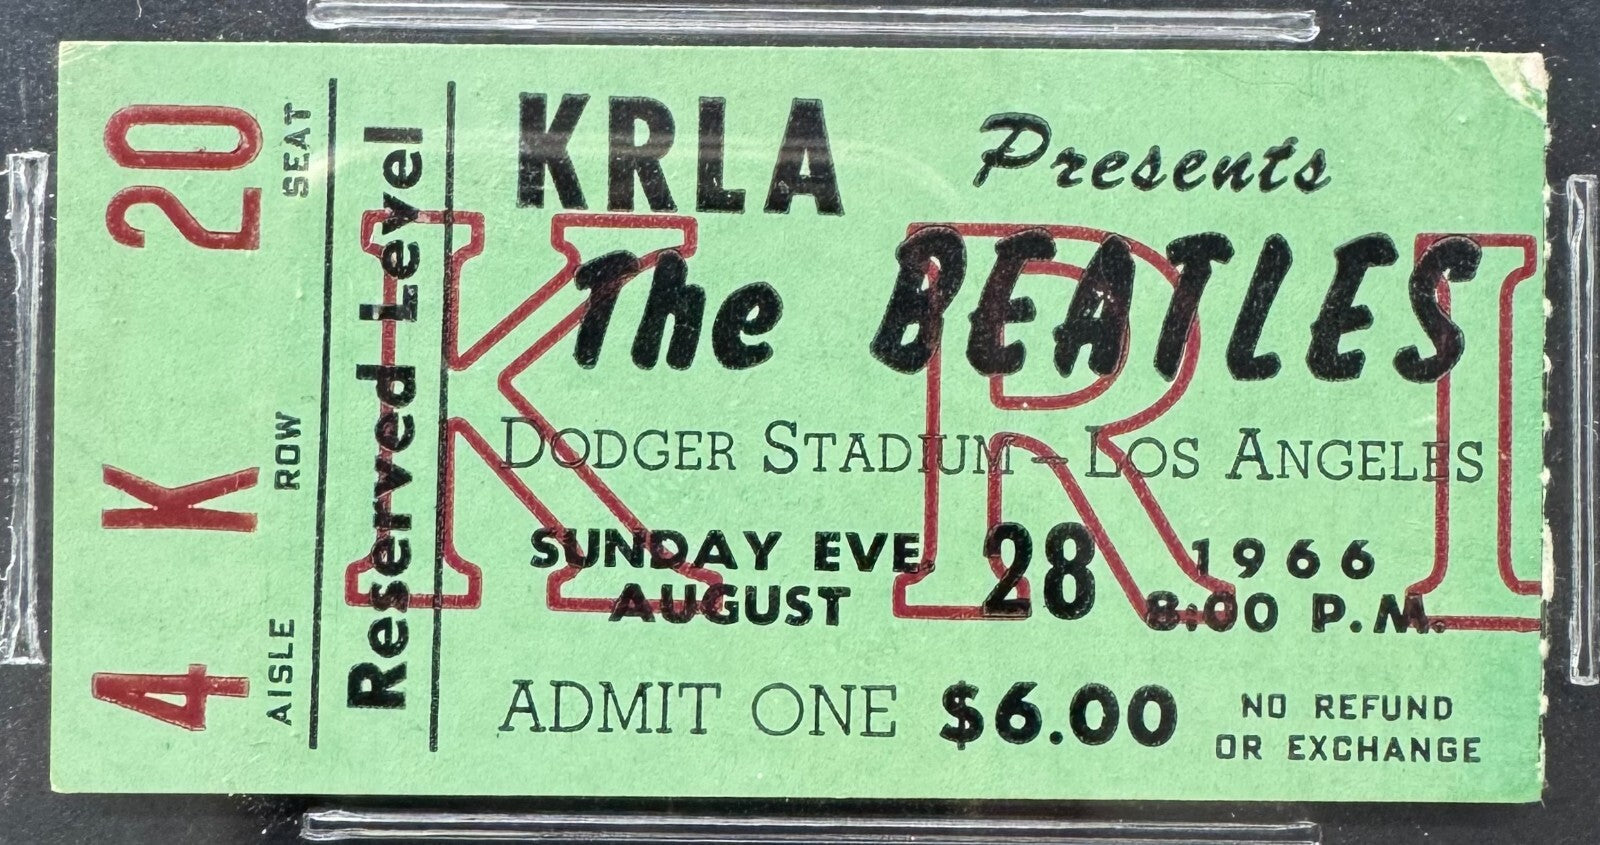 KRLA Presents
The BEATLES
DODGER STADIUM - LOS ANGELES
SUNDAY EVE. 28 1966
AUGUST 8:00 P.M.
ADMIT ONE $6.00 NO REFUND
OR EXCHANGE
Reserved Level
AISLE ROW SEAT
4 K 20
KRL